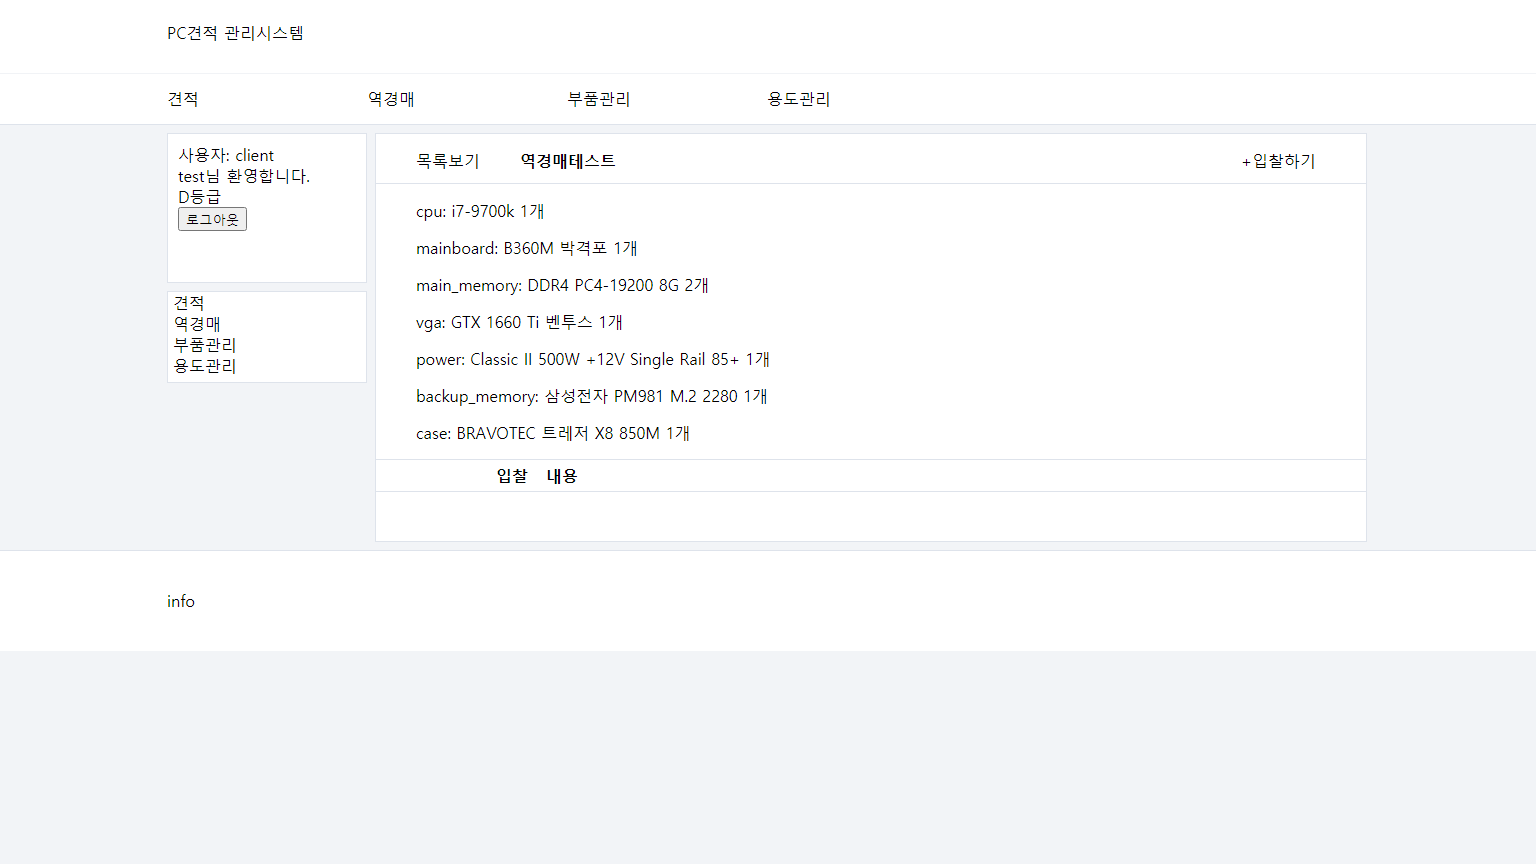 PC견적 관리시스템
견적 역경매 부품관리 용도관리
사용자: client
test님 환영합니다.
D등급
로그아웃
견적
역경매
부품관리
용도관리
목록보기 역경매테스트 +입찰하기
cpu: i7-9700k 1개
mainboard: B360M 박격포 1개
main_memory: DDR4 PC4-19200 8G 2개
vga: GTX 1660 Ti 벤투스 1개
power: Classic II 500W +12V Single Rail 85+ 1개
backup_memory: 삼성전자 PM981 M.2 2280 1개
case: BRAVOTEC 트레저 X8 850M 1개
입찰 내용
info